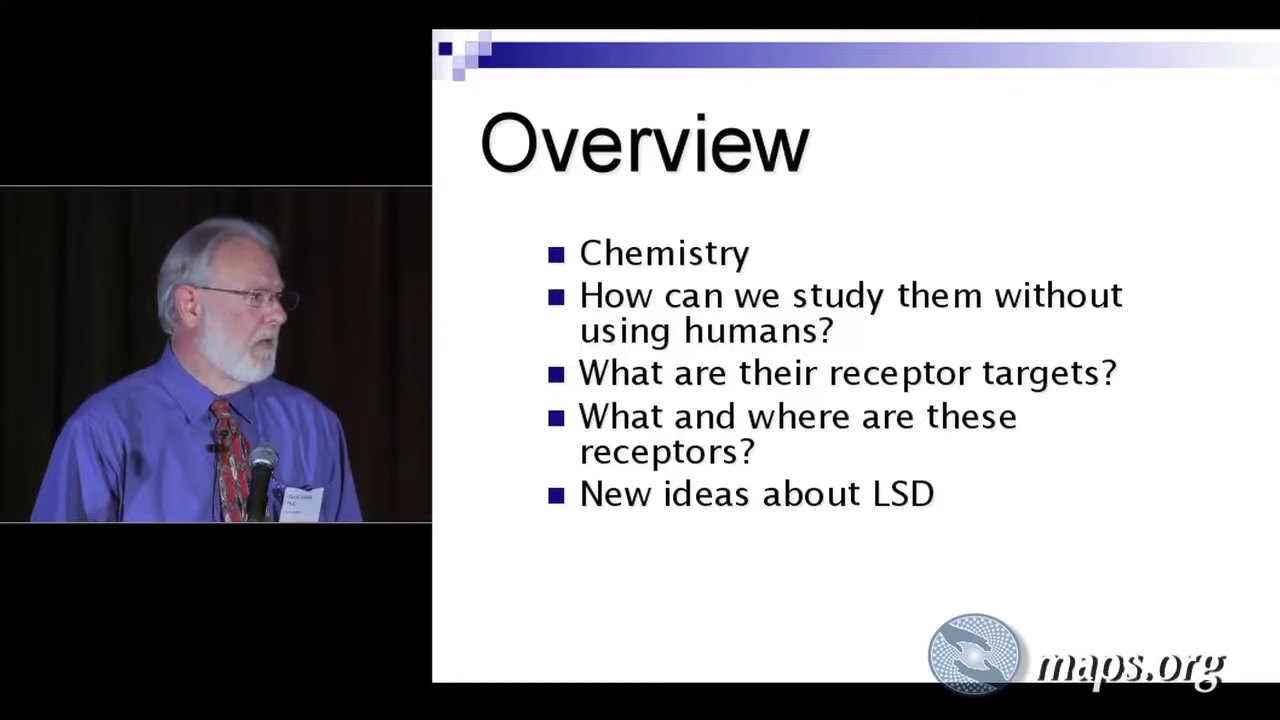 Overview
Chemistry
How can we study them without
using humans?
What are their receptor targets?
What and where are these
receptors?
New ideas about LSD
maps.org